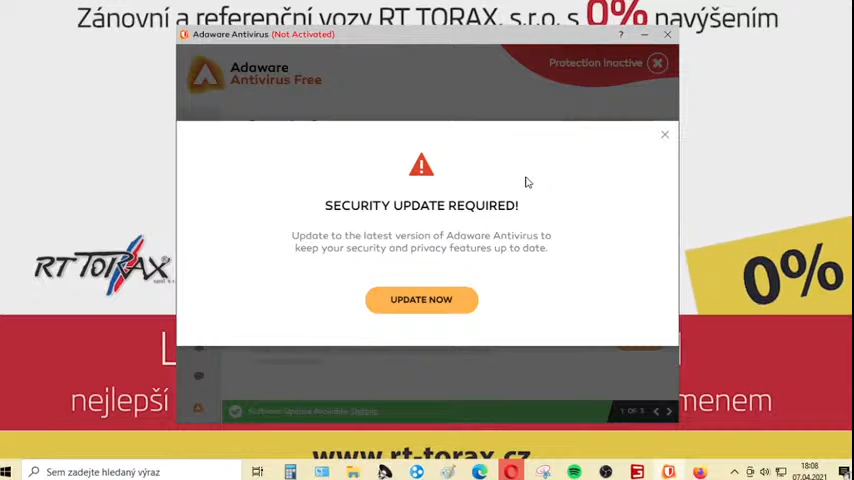 Zánovní a referenční vozy RT TORAX, s.r.o. s 0% navýšením
Adaware Antivirus (Not Activated)
Adaware
Antivirus Free
Protection Inactive
SECURITY UPDATE REQUIRED!
Update to the latest version of Adaware Antivirus to
keep your security and privacy features up to date.
UPDATE NOW
RT TORAX
0%
L
nejlepší
menem
Software Update Available
1 OF 3
www.rt-torax.cz
Sem zadejte hledaný výraz
18:08
07.04.2021